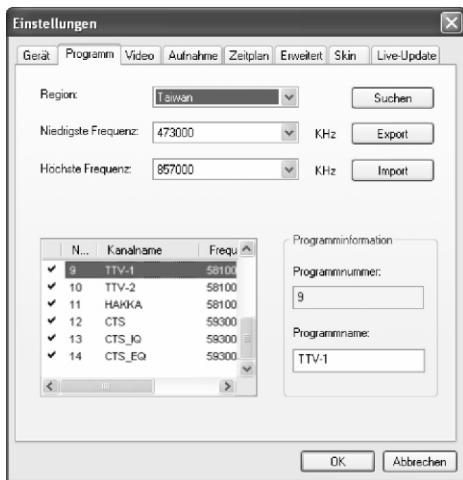 Einstellungen
Gerät Programm Video Aufnahme Zeitplan Erweitert Skin Live-Update
Region: Taiwan Suchen
Niedrigste Frequenz: 473000 KHz Export
Höchste Frequenz: 857000 KHz Import
N... Kanalname Frequ
9 TTV-1 58100
10 TTV-2 58100
11 HAKKA 58100
12 CTS 59300
13 CTS_IQ 59300
14 CTS_EQ 59300
Programminformation
Programmnummer:
9
Programmname:
TTV-1
OK Abbrechen